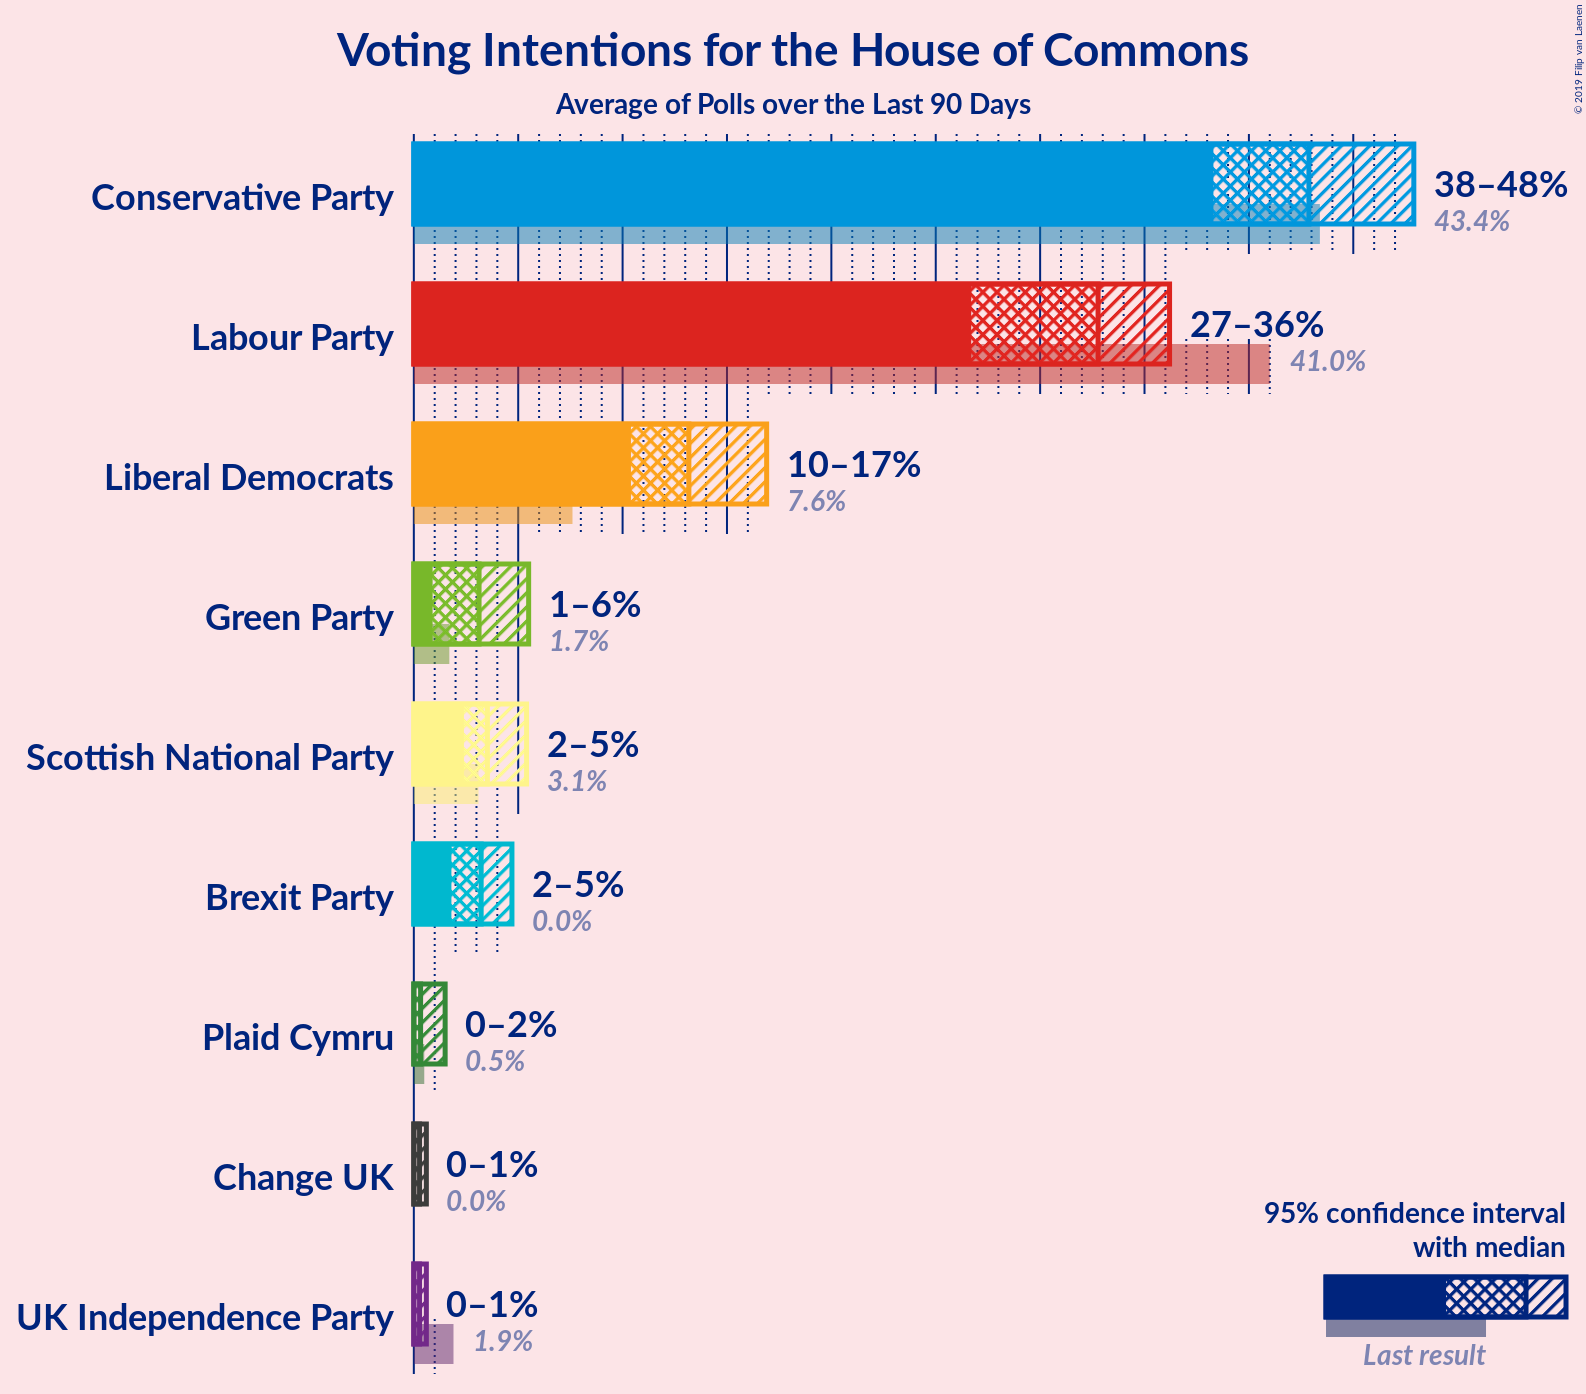 Voting Intentions for the House of Commons
Average of Polls over the Last 90 Days
© 2019 Filip van Laenen
Conservative Party
38–48%
43.4%
Labour Party
27–36%
41.0%
Liberal Democrats
10–17%
7.6%
Green Party
1–6%
1.7%
Scottish National Party
2–5%
3.1%
Brexit Party
2–5%
0.0%
Plaid Cymru
0–2%
0.5%
Change UK
0–1%
0.0%
UK Independence Party
0–1%
1.9%
95% confidence interval
with median
Last result